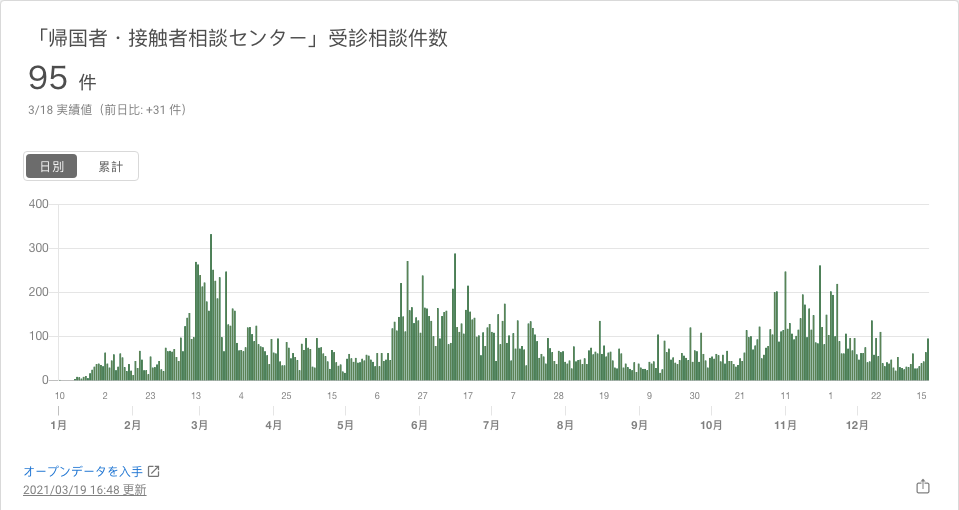 「帰国者・接触者相談センター」受診相談件数
95 件
3/18 実績値（前日比: +31 件）
日別 累計
400
300
200
100
0
10 2 23 13 4 25 15 6 27 17 7 28 19 9 30 21 11 1 22 15
1月 2月 3月 4月 5月 6月 7月 8月 9月 10月 11月 12月
オープンデータを入手
2021/03/19 16:48 更新